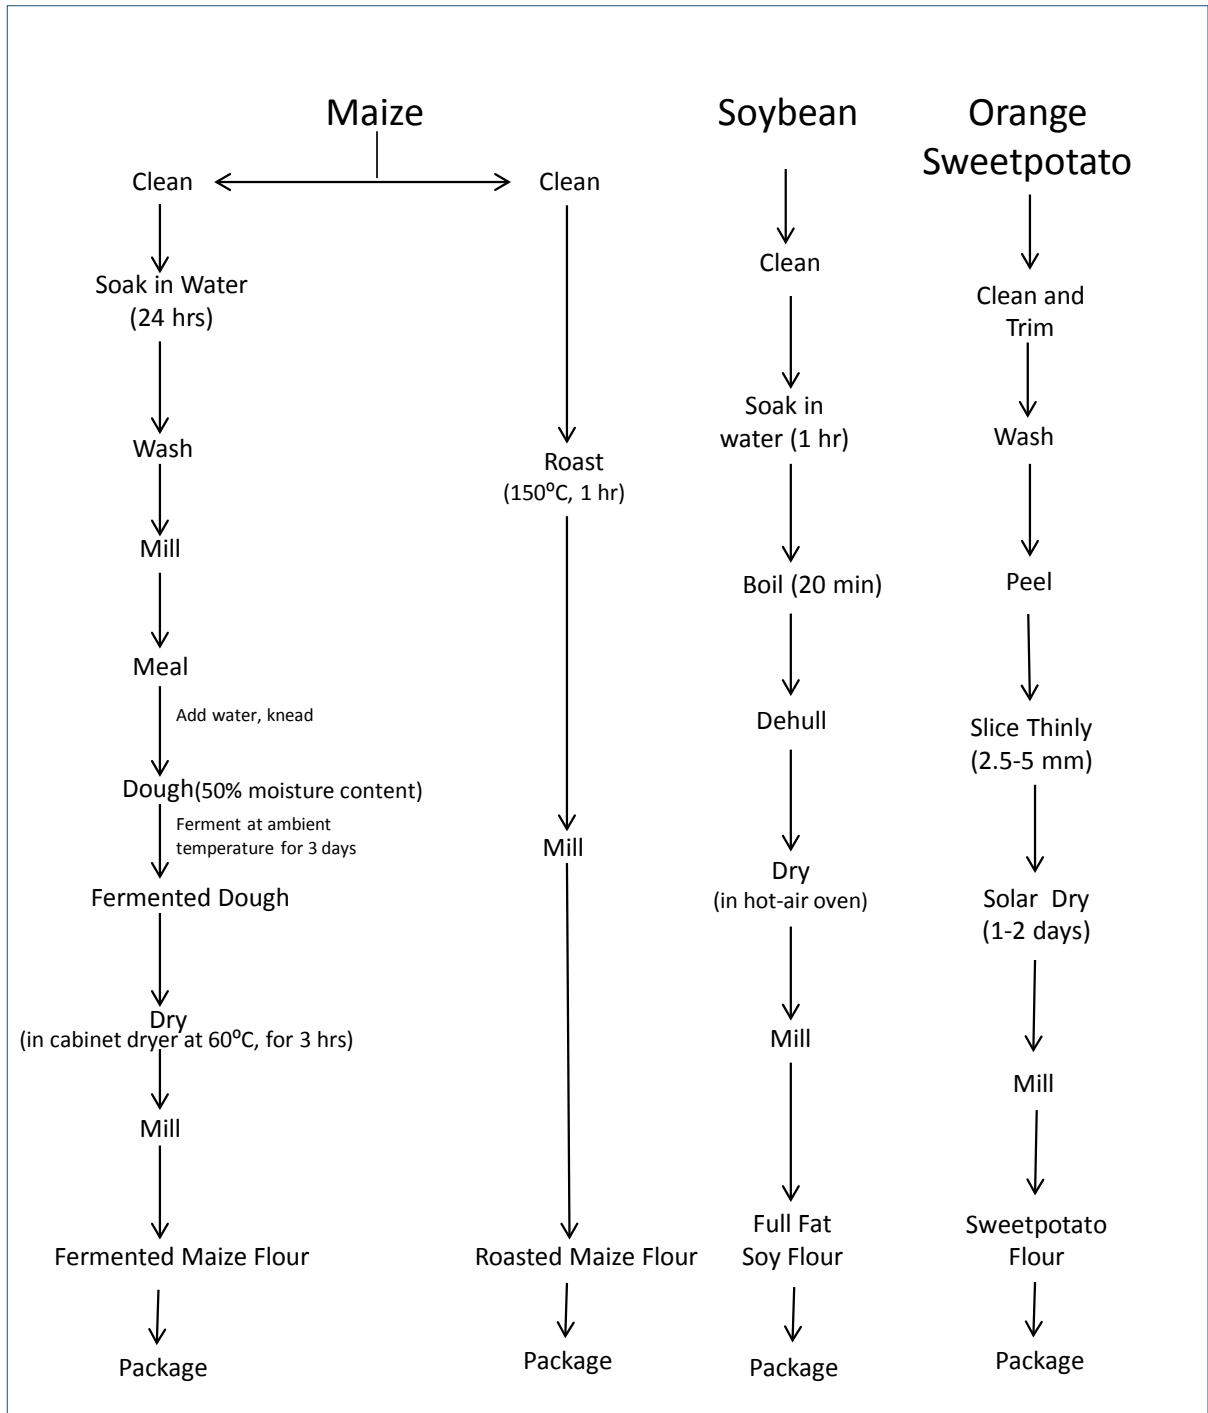 Maize
Clean
Soak in Water
(24 hrs)
Wash
Mill
Meal
Add water, knead
Dough(50% moisture content)
Ferment at ambient
temperature for 3 days
Fermented Dough
Dry
(in cabinet dryer at 60⁰C, for 3 hrs)
Mill
Fermented Maize Flour
Package
Clean
Roast
(150⁰C, 1 hr)
Mill
Roasted Maize Flour
Package
Soybean
Clean
Soak in
water (1 hr)
Boil (20 min)
Dehull
Dry
(in hot-air oven)
Mill
Full Fat
Soy Flour
Package
Orange
Sweetpotato
Clean and
Trim
Wash
Peel
Slice Thinly
(2.5-5 mm)
Solar Dry
(1-2 days)
Mill
Sweetpotato
Flour
Package